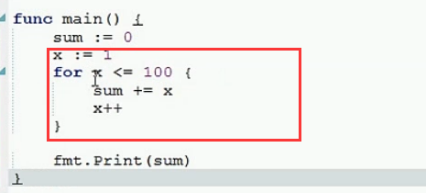 func main() {
sum := 0
x := 1
for x <= 100 {
sum += x
x++
}
fmt.Print(sum)
}